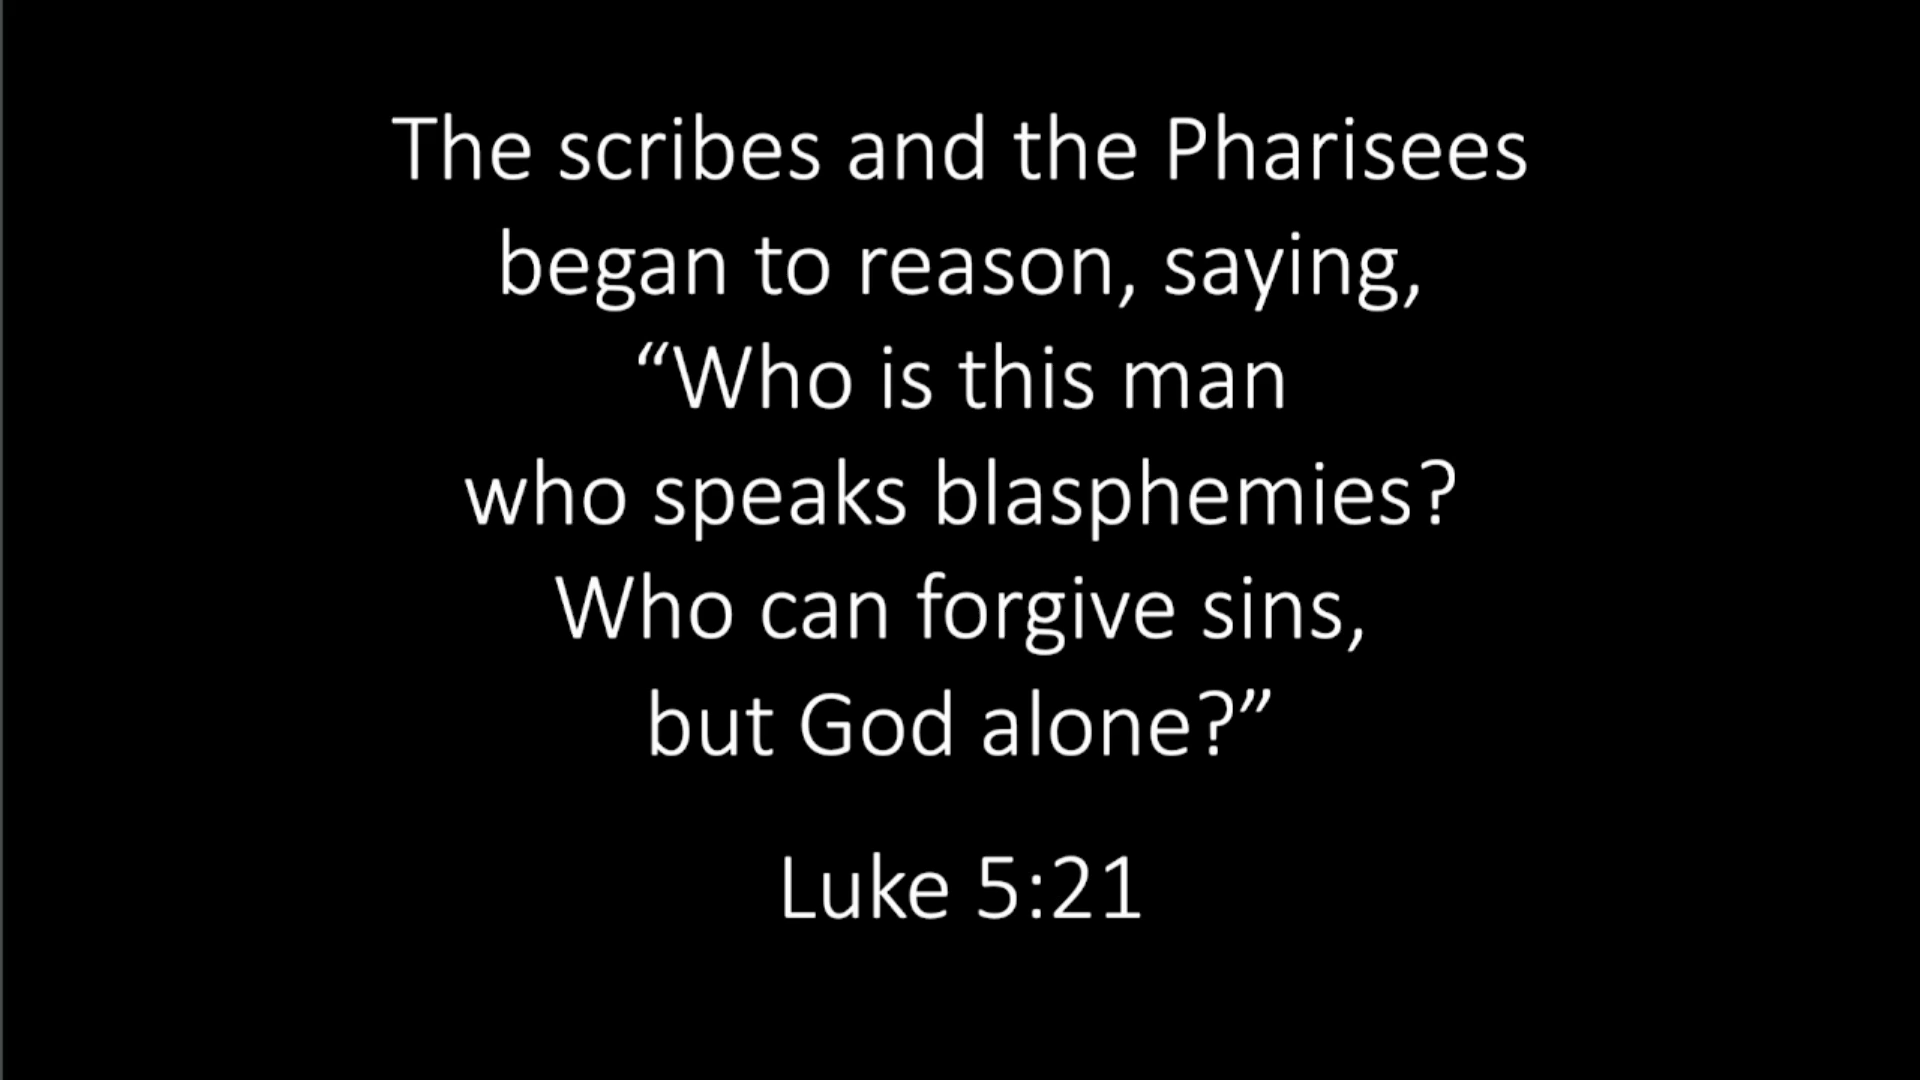 The scribes and the Pharisees
began to reason, saying,
“Who is this man
who speaks blasphemies?
Who can forgive sins,
but God alone?”
Luke 5:21